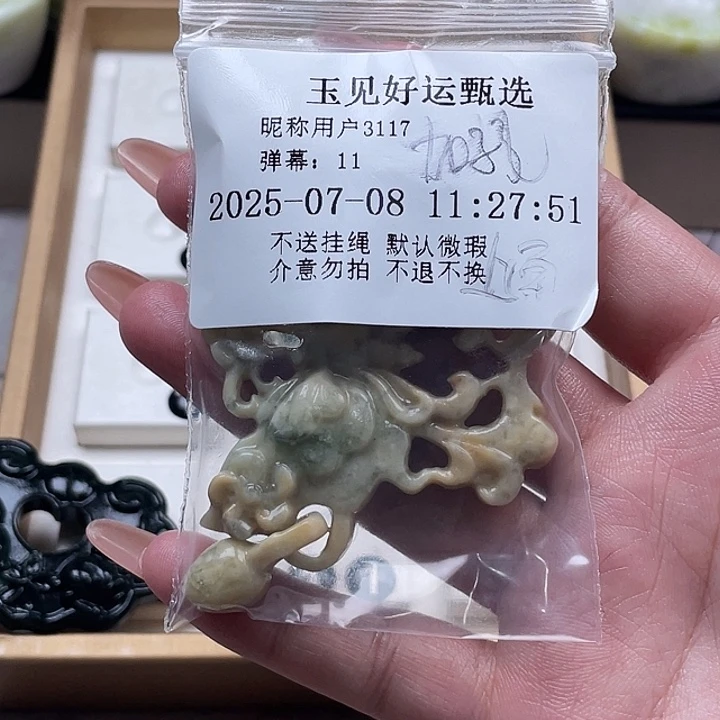 玉见好运甄选
昵称用户3117
弹幕：11
2025-07-08 11:27:51
不送挂绳 默认微瑕
介意勿拍 不退不换